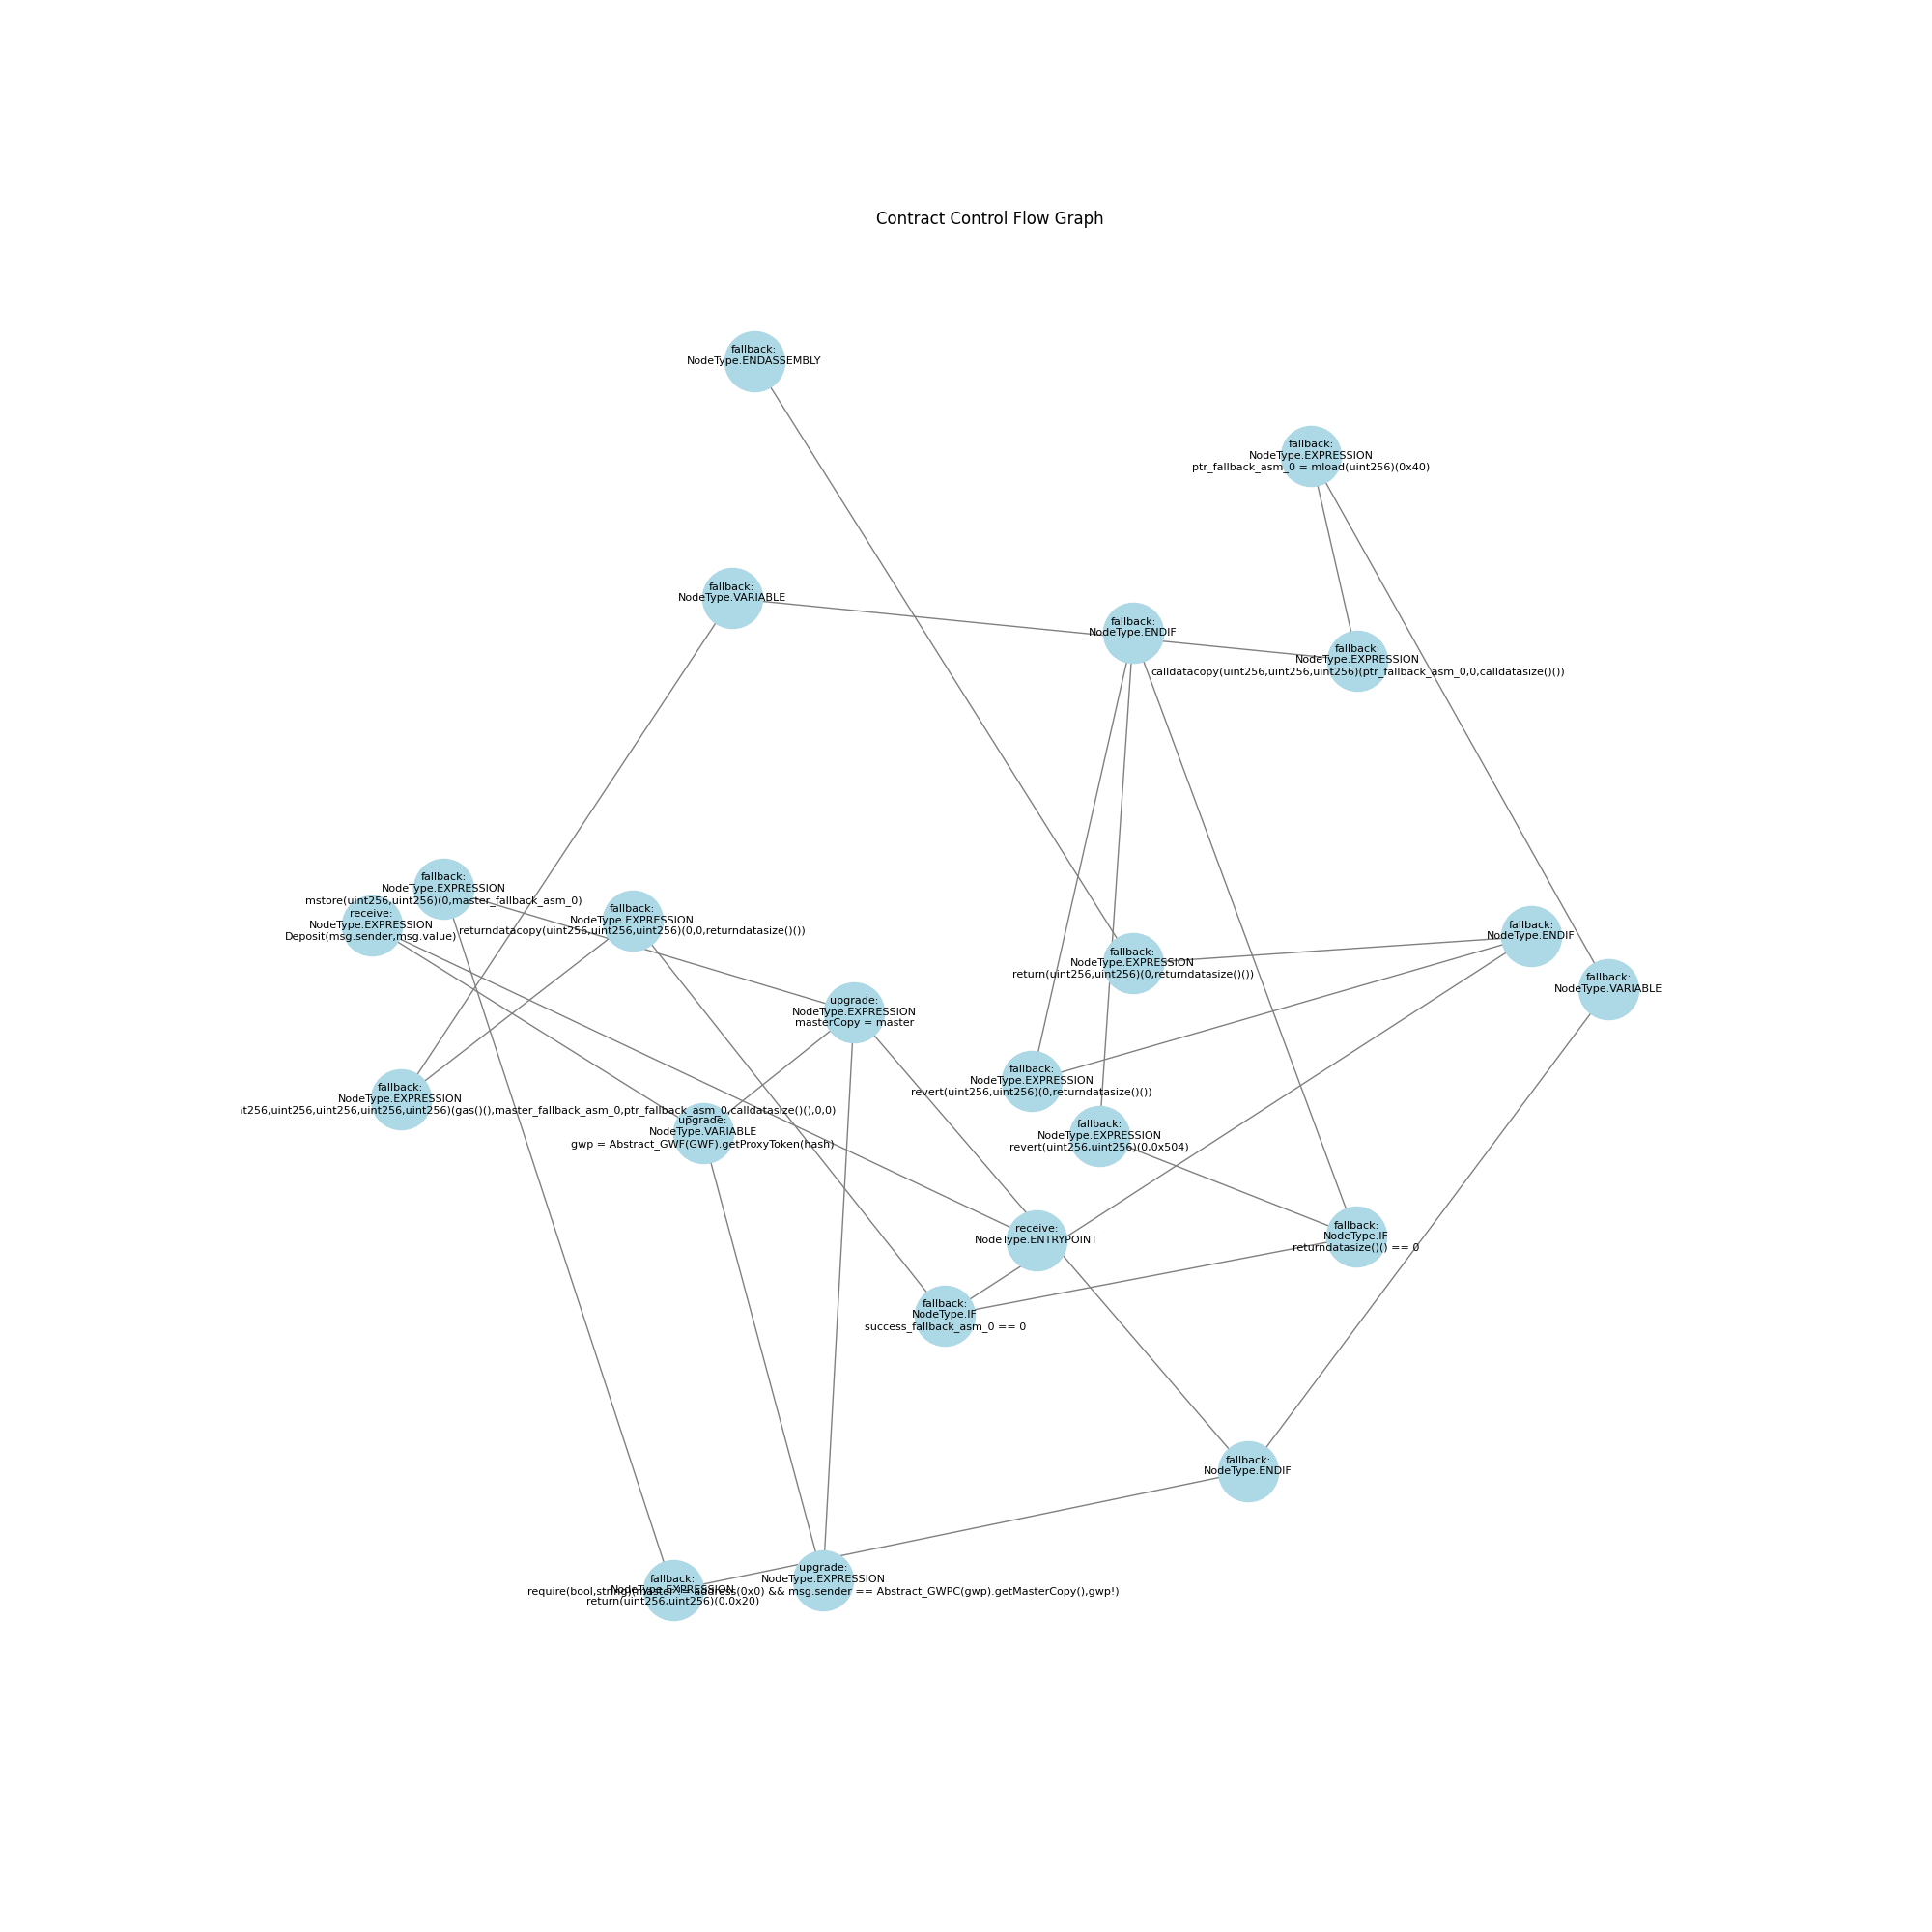 Contract Control Flow Graph
fallback:
NodeType.ENDASSEMBLY
fallback:
NodeType.EXPRESSION
ptr_fallback_asm_0 = mload(uint256)(0x40)
fallback:
NodeType.VARIABLE
fallback:
NodeType.ENDIF
fallback:
NodeType.EXPRESSION
calldatacopy(uint256,uint256,uint256)(ptr_fallback_asm_0,0,calldatasize()())
fallback:
NodeType.EXPRESSION
mstore(uint256,uint256)(0,master_fallback_asm_0)
receive:
NodeType.EXPRESSION
Deposit(msg.sender,msg.value)
fallback:
NodeType.EXPRESSION
returndatacopy(uint256,uint256,uint256)(0,0,returndatasize()())
fallback:
NodeType.ENDIF
fallback:
NodeType.EXPRESSION
return(uint256,uint256)(0,returndatasize()())
fallback:
NodeType.VARIABLE
upgrade:
NodeType.EXPRESSION
masterCopy = master
fallback:
NodeType.EXPRESSION
revert(uint256,uint256)(0,returndatasize()())
fallback:
NodeType.EXPRESSION
t256,uint256,uint256,uint256,uint256,uint256)(gas()(),master_fallback_asm_0,ptr_fallback_asm_0,calldatasize()(),0,0)
upgrade:
NodeType.VARIABLE
gwp = Abstract_GWF(GWF).getProxyToken(hash)
fallback:
NodeType.EXPRESSION
revert(uint256,uint256)(0,0x504)
receive:
NodeType.ENTRYPOINT
fallback:
NodeType.IF
returndatasize()() == 0
fallback:
NodeType.IF
success_fallback_asm_0 == 0
fallback:
NodeType.ENDIF
upgrade:
NodeType.EXPRESSION
require(bool,string)(master != address(0x0) && msg.sender == Abstract_GWPC(gwp).getMasterCopy(),gwp!)
fallback:
NodeType.EXPRESSION
return(uint256,uint256)(0,0x20)